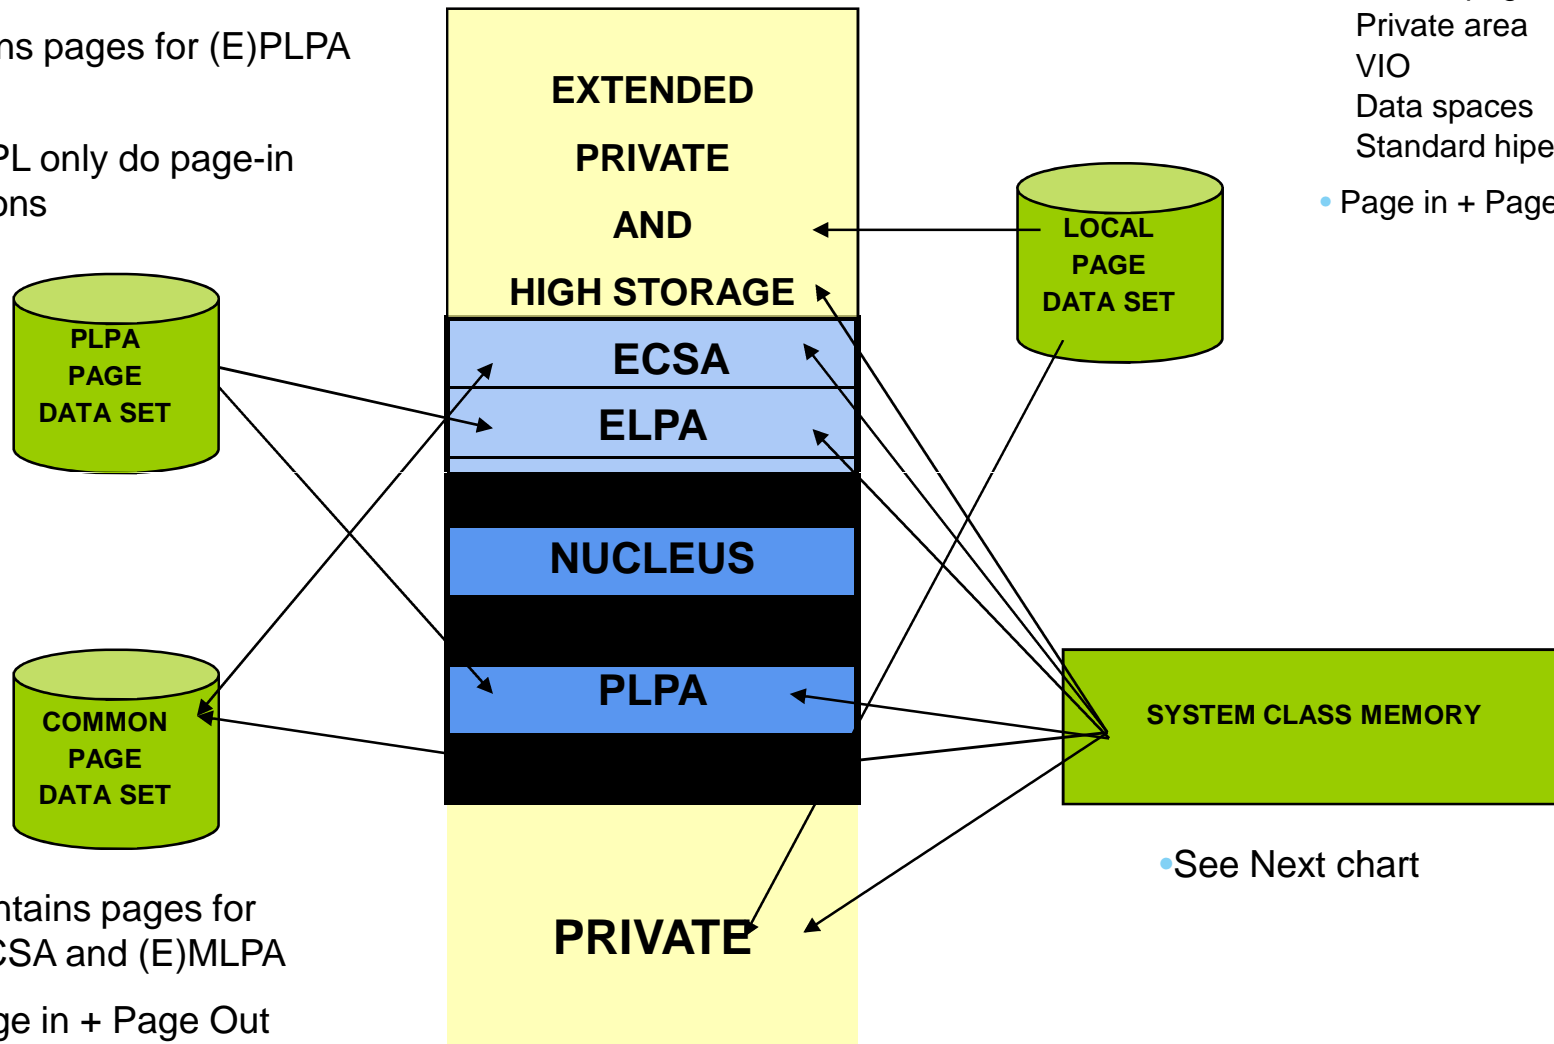 ns pages for (E)PLPA
PL only do page-in
ons
PLPA
PAGE
DATA SET
COMMON
PAGE
DATA SET
ntains pages for
CSA and (E)MLPA
ge in + Page Out
EXTENDED
PRIVATE
AND
HIGH STORAGE
ECSA
ELPA
NUCLEUS
PLPA
PRIVATE
Private area
VIO
Data spaces
Standard hipe
• Page in + Page
LOCAL
PAGE
DATA SET
SYSTEM CLASS MEMORY
•See Next chart